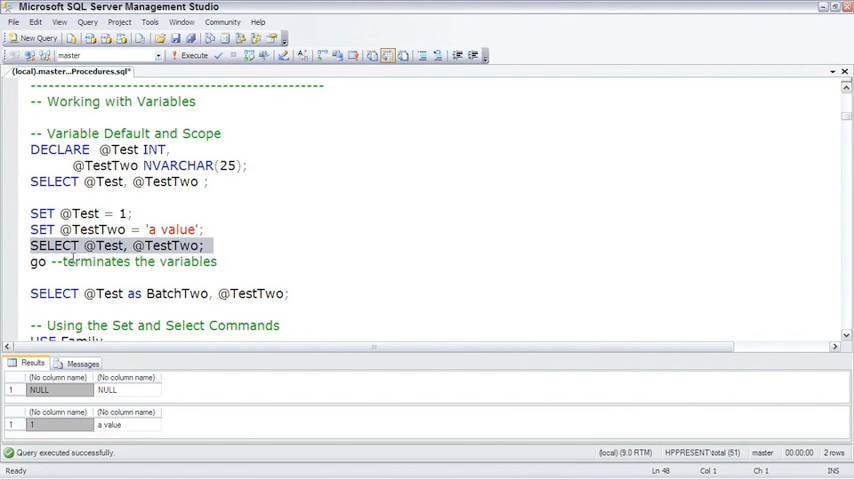 Microsoft SQL Server Management Studio
File Edit View Query Project Tools Window Community Help
New Query
master Execute
(local).master...Procedures.sql*
------------------------------------------------
-- Working with Variables
-- Variable Default and Scope
DECLARE @Test INT,
@TestTwo NVARCHAR(25);
SELECT @Test, @TestTwo ;
SET @Test = 1;
SET @TestTwo = 'a value';
SELECT @Test, @TestTwo;
go --terminates the variables
SELECT @Test as BatchTwo, @TestTwo;
-- Using the Set and Select Commands
USE Family
Results Messages
(No column name) (No column name)
1 NULL NULL
(No column name) (No column name)
1 1 a value
Query executed successfully. (local) (9.0 RTM) HPPRESENT\total (51) master 00:00:00 2 rows
Ready Ln 48 Col 1 Ch 1 INS